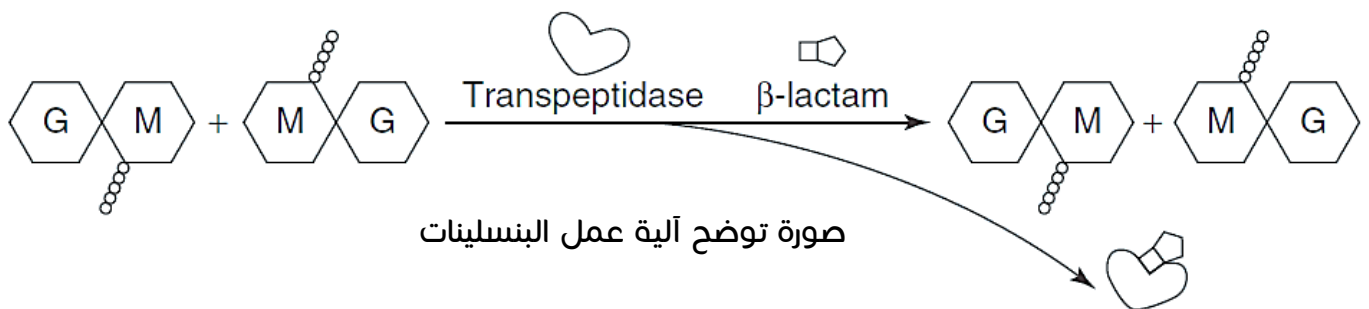 Transpeptidase β-lactam
G M + M G G M + M G
صورة توضح آلية عمل البنسلينات